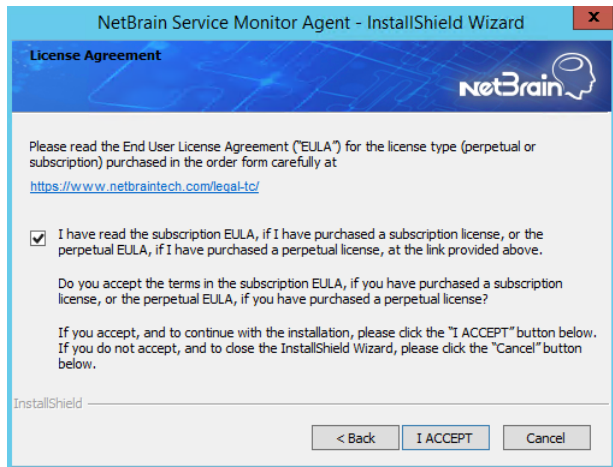 NetBrain Service Monitor Agent - InstallShield Wizard
x
License Agreement
NetBrain
Please read the End User License Agreement ("EULA") for the license type (perpetual or
subscription) purchased in the order form carefully at
https://www.netbraintech.com/legal-tc/
I have read the subscription EULA, if I have purchased a subscription license, or the
perpetual EULA, if I have purchased a perpetual license, at the link provided above.
Do you accept the terms in the subscription EULA, if you have purchased a subscription
license, or the perpetual EULA, if you have purchased a perpetual license?
If you accept, and to continue with the installation, please click the "I ACCEPT" button below.
If you do not accept, and to close the InstallShield Wizard, please click the "Cancel" button
below.
InstallShield
< Back I ACCEPT Cancel